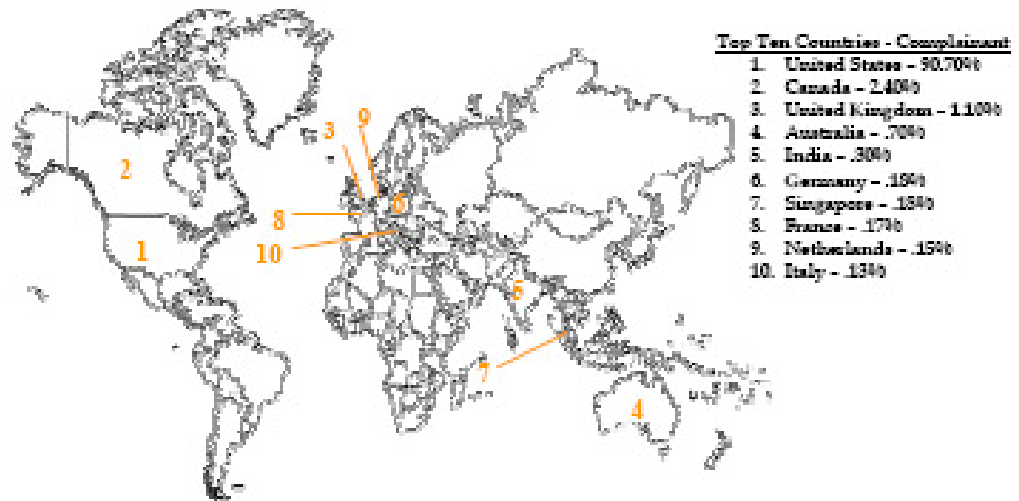 Top Ten Countries - Complainant
1. United States – 90.70%
2. Canada – 2.40%
3. United Kingdom – 1.10%
4. Australia – .70%
5. India – .30%
6. Germany – .18%
7. Singapore – .18%
8. France – .17%
9. Netherlands – .15%
10. Italy – .13%
3
9
2
6
8
10
1
5
7
4